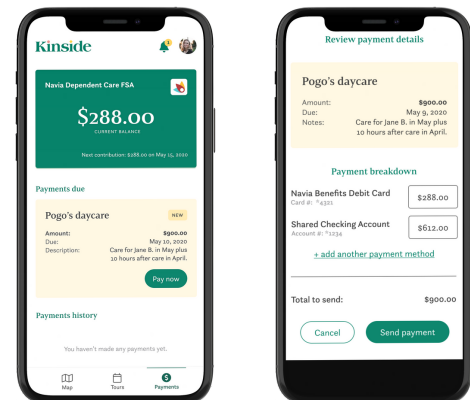 Kinside
Navia Dependent Care FSA
$288.00
CURRENT BALANCE
Next contribution: $288.00 on May 15, 2020
Payments due
Pogo's daycare
NEW
Amount: $900.00
Due: May 10, 2020
Description: Care for Jane B. in May plus
10 hours after care in April.
Pay now
Payments history
You haven't made any payments yet.
Map
Tours
Payments
Review payment details
Pogo's daycare
Amount: $900.00
Due: May 9, 2020
Notes: Care for Jane B. in May plus
10 hours after care in April.
Payment breakdown
Navia Benefits Debit Card
Card #: *4321
$288.00
Shared Checking Account
Account #: *1234
$612.00
+ add another payment method
Total to send: $900.00
Cancel
Send payment